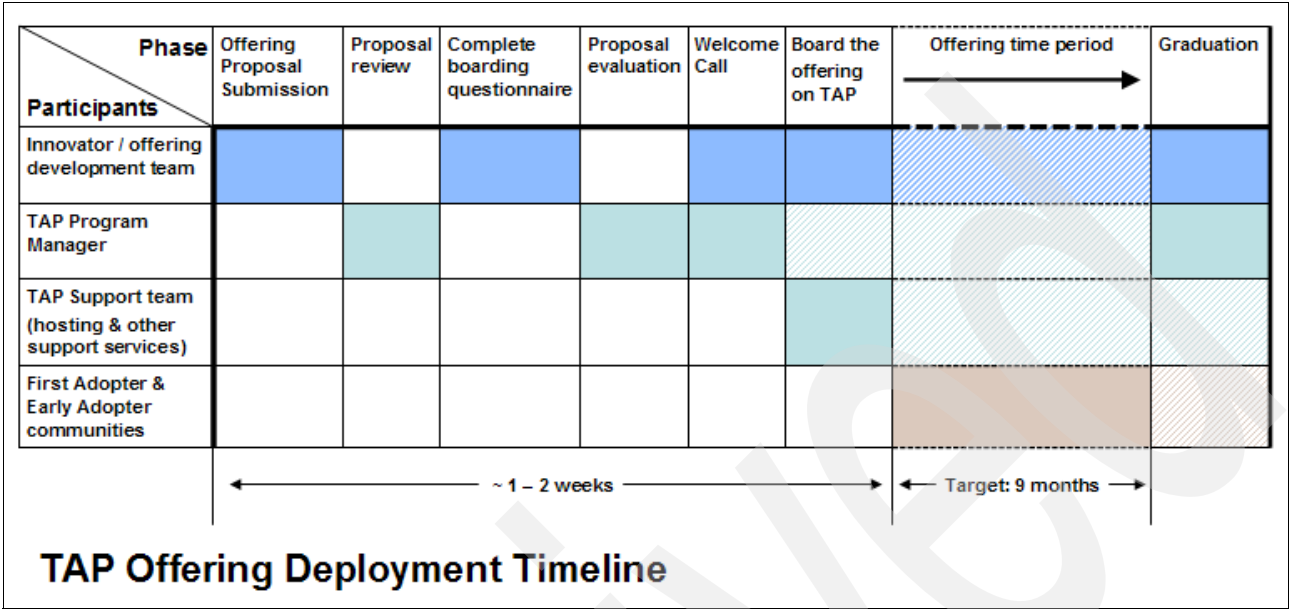 Phase
Participants
Offering
Proposal
Submission
Proposal
review
Complete
boarding
questionnaire
Proposal
evaluation
Welcome
Call
Board the
offering
on TAP
Offering time period
Graduation
Innovator / offering
development team
TAP Program
Manager
TAP Support team
(hosting & other
support services)
First Adopter &
Early Adopter
communities
~ 1 – 2 weeks
Target: 9 months
TAP Offering Deployment Timeline